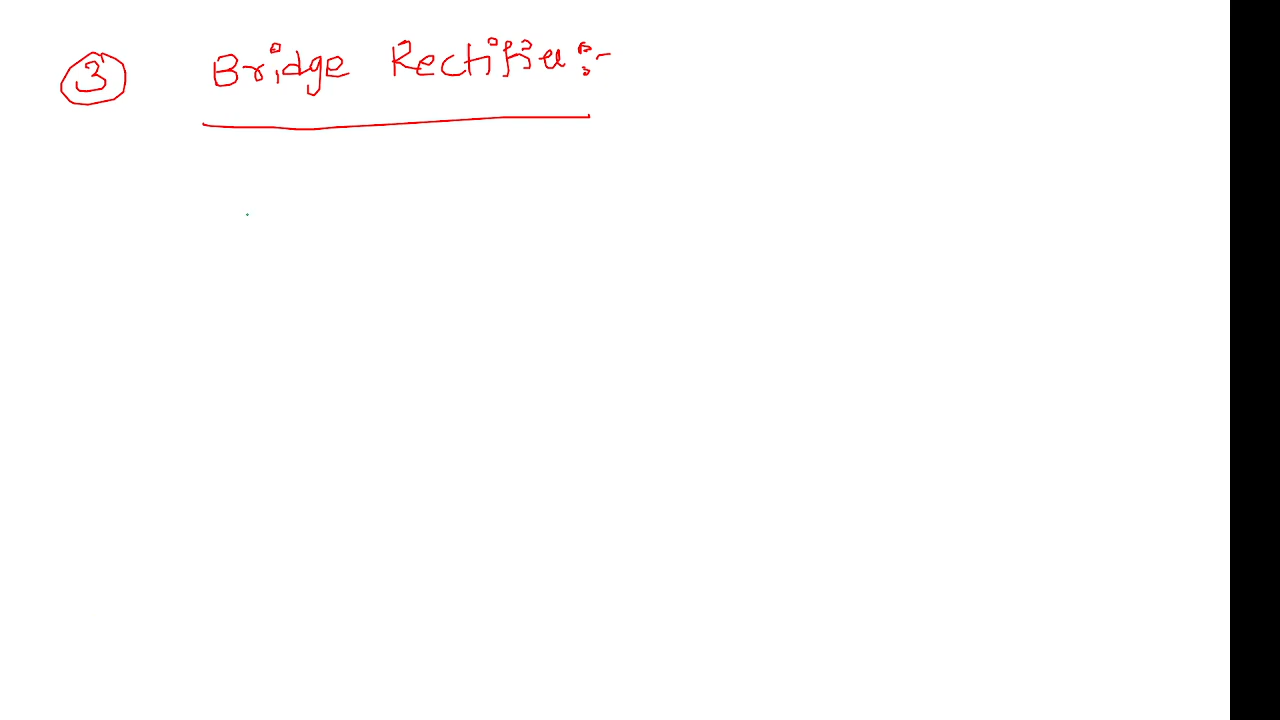 ③ Bridge Rectifier :-